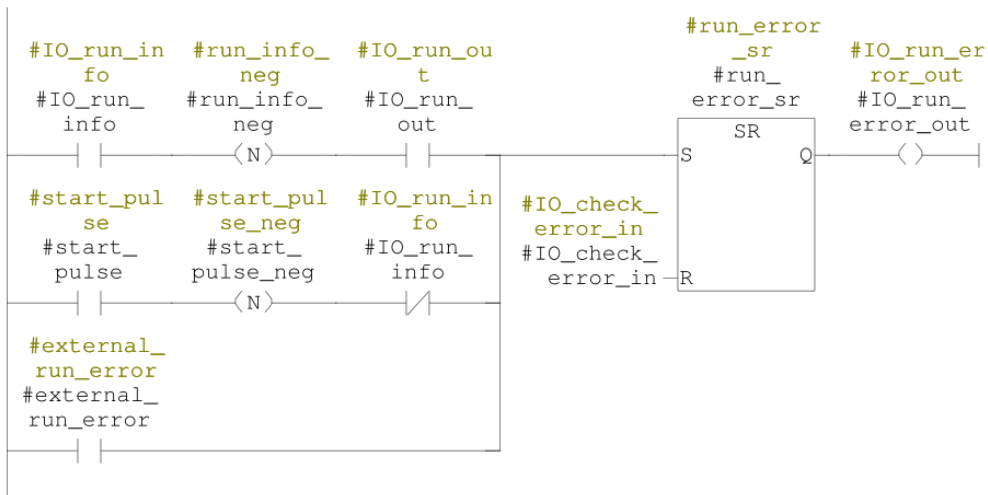 #run_error
_sr
#run_
error_sr
#IO_run_in
fo
#IO_run_
info
#run_info_
neg
#run_info_
neg
#IO_run_ou
t
#IO_run_
out
#IO_run_er
ror_out
#IO_run_
error_out
SR
(N)
S
Q
( )
#start_pul
se
#start_
pulse
#start_pul
se_neg
#start_
pulse_neg
#IO_run_in
fo
#IO_run_
info
#IO_check_
error_in
#IO_check_
error_in
R
(N)
#external_
run_error
#external_
run_error